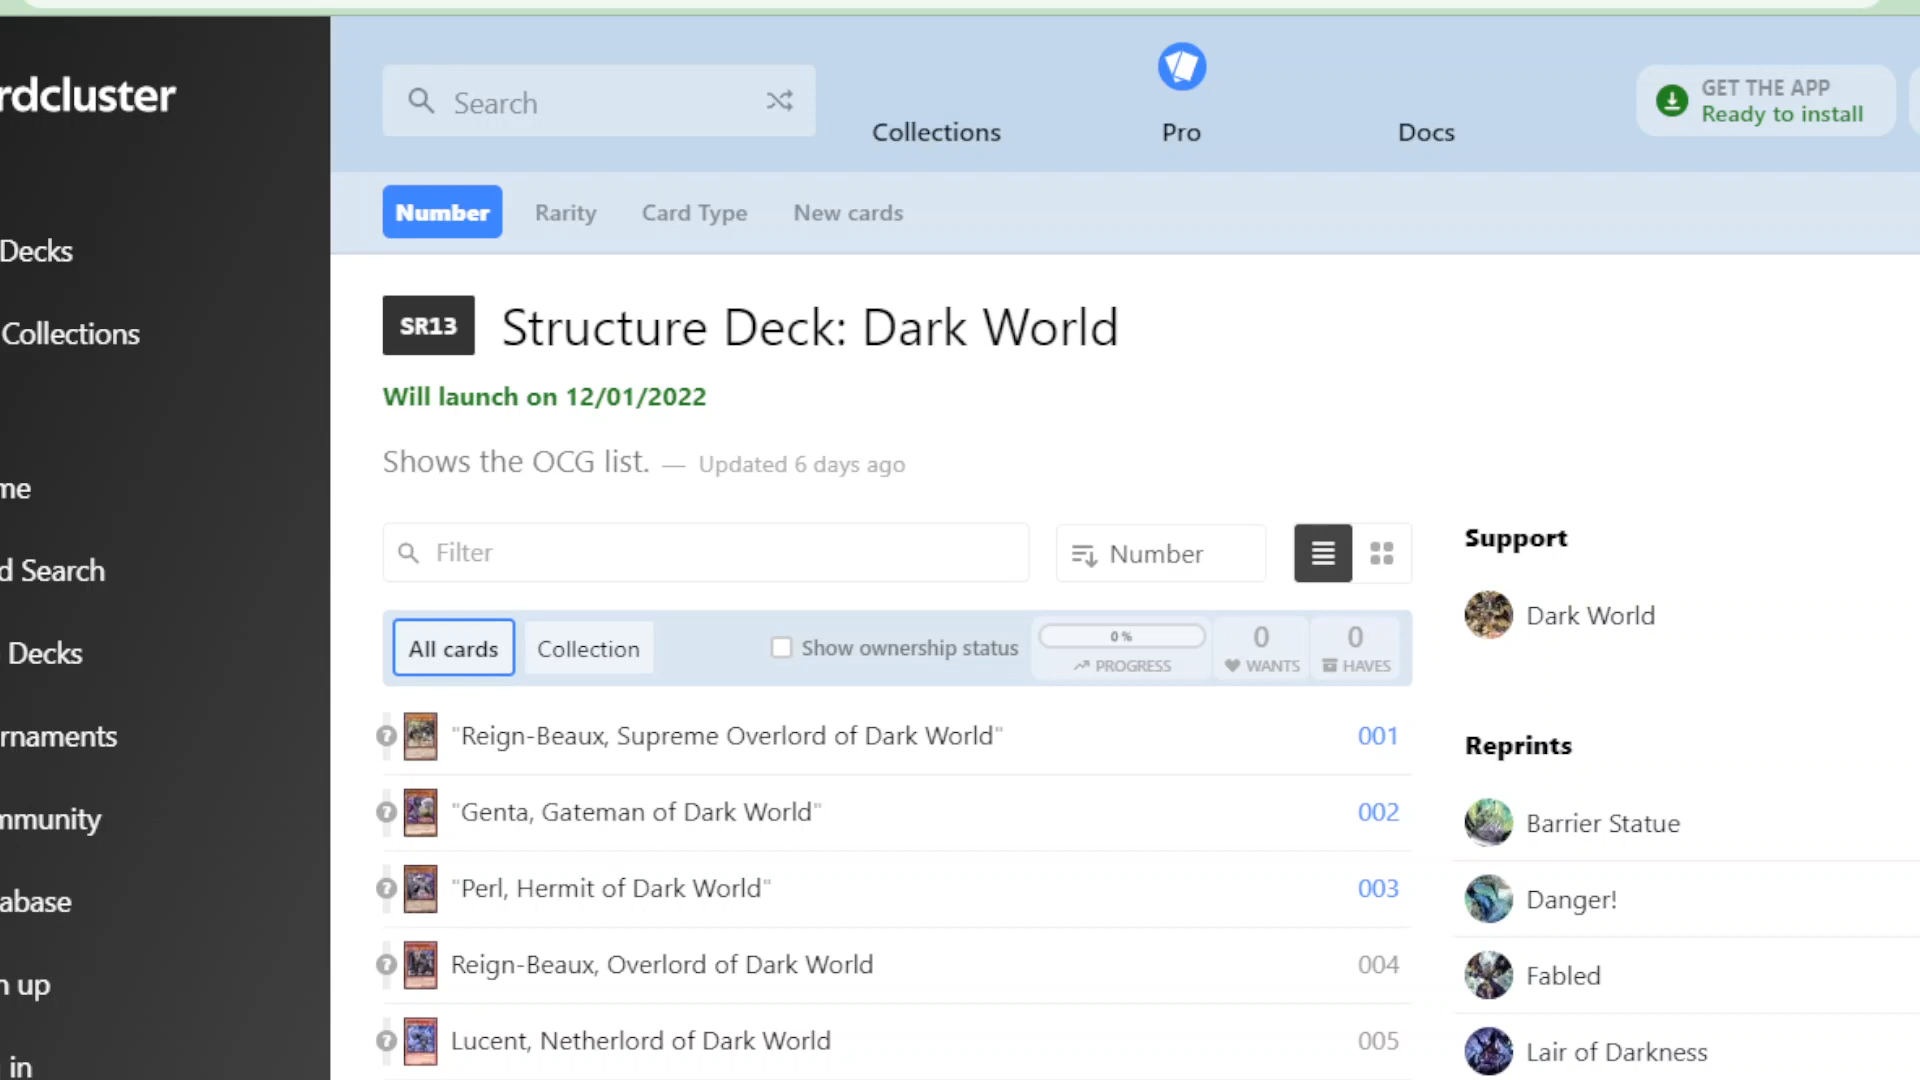 rdcluster
Decks
Collections
me
d Search
Decks
rnaments
mmunity
abase
n up
in
Search
Collections
Pro
Docs
GET THE APP
Ready to install
Number
Rarity
Card Type
New cards
SR13
Structure Deck: Dark World
Will launch on 12/01/2022
Shows the OCG list. — Updated 6 days ago
Filter
Number
All cards
Collection
Show ownership status
0 %
PROGRESS
0
WANTS
0
HAVES
"Reign-Beaux, Supreme Overlord of Dark World" 001
"Genta, Gateman of Dark World" 002
"Perl, Hermit of Dark World" 003
Reign-Beaux, Overlord of Dark World 004
Lucent, Netherlord of Dark World 005
Support
Dark World
Reprints
Barrier Statue
Danger!
Fabled
Lair of Darkness